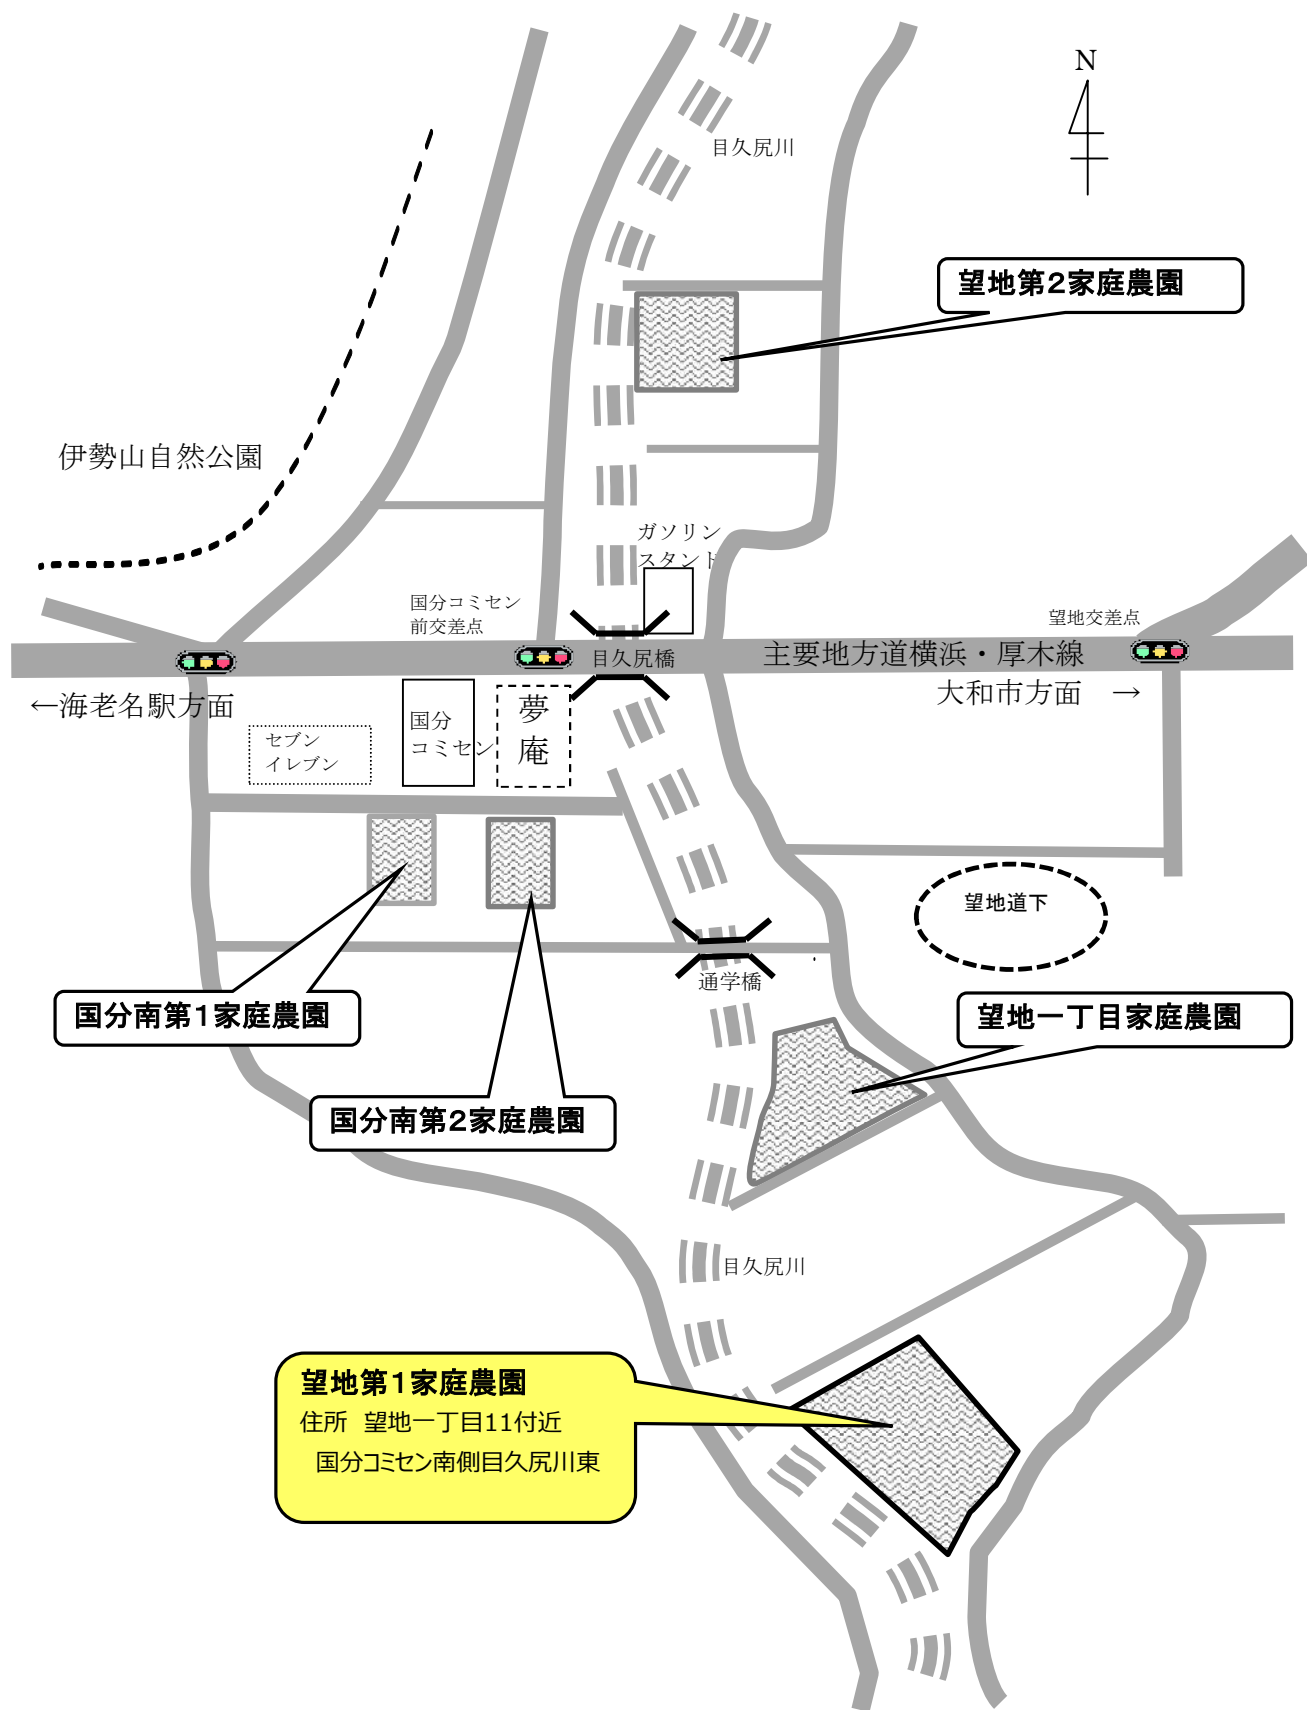 N
目久尻川
望地第2家庭農園
伊勢山自然公園
ガソリン
スタンド
国分コミセン
前交差点
望地交差点
目久尻橋
主要地方道横浜・厚木線
←海老名駅方面
大和市方面　→
セブン
イレブン
国分
コミセン
夢
庵
望地道下
通学橋
国分南第1家庭農園
望地一丁目家庭農園
国分南第2家庭農園
目久尻川
望地第1家庭農園
住所　望地一丁目11付近
国分コミセン南側目久尻川東